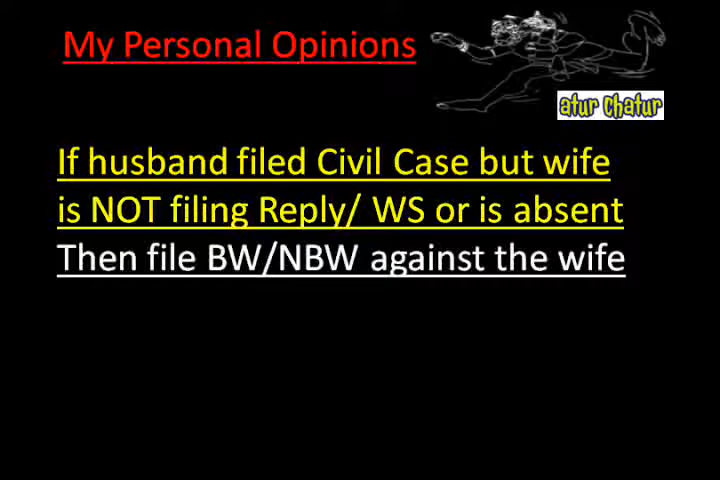 My Personal Opinions
atur chatur
If husband filed Civil Case but wife
is NOT filing Reply/ WS or is absent
Then file BW/NBW against the wife